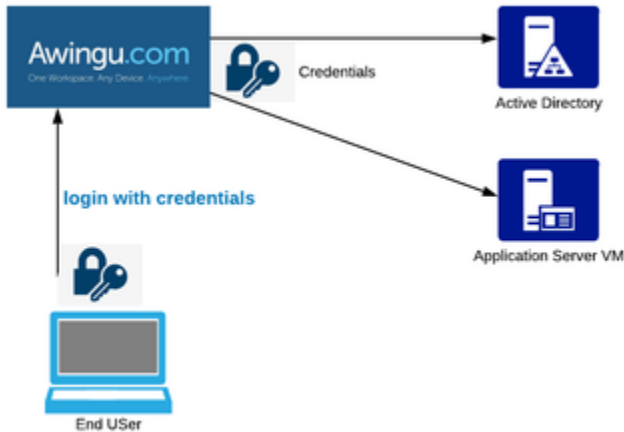 Awingu.com
One Workspace. Any Device. Anywhere.
Credentials
Active Directory
login with credentials
Application Server VM
End USer